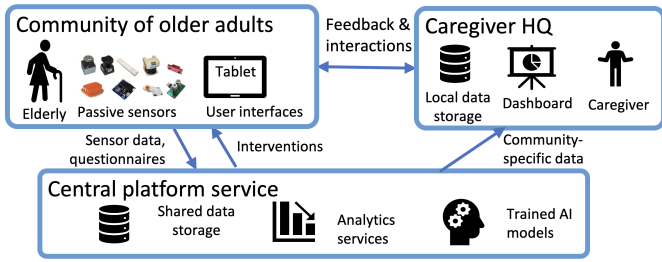 Community of older adults
Tablet
Elderly
Passive sensors
User interfaces
Feedback &
interactions
Caregiver HQ
Local data
storage
Dashboard
Caregiver
Sensor data,
questionnaires
Interventions
Community-
specific data
Central platform service
Shared data
storage
Analytics
services
Trained AI
models